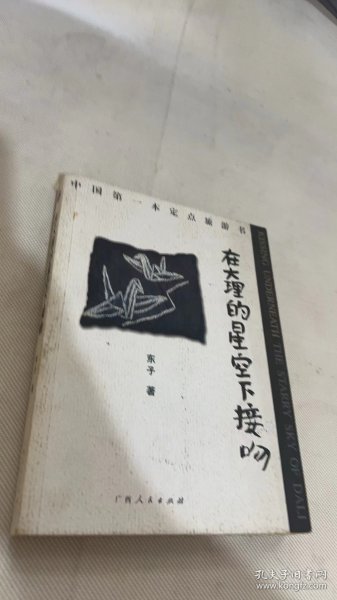 中国第一本定点旅游书
在大理的星空下接吻
KISSING UNDERNEATH THE STARRY SKY OF DALI
东子 著
广西人民出版社
孔夫子旧书网